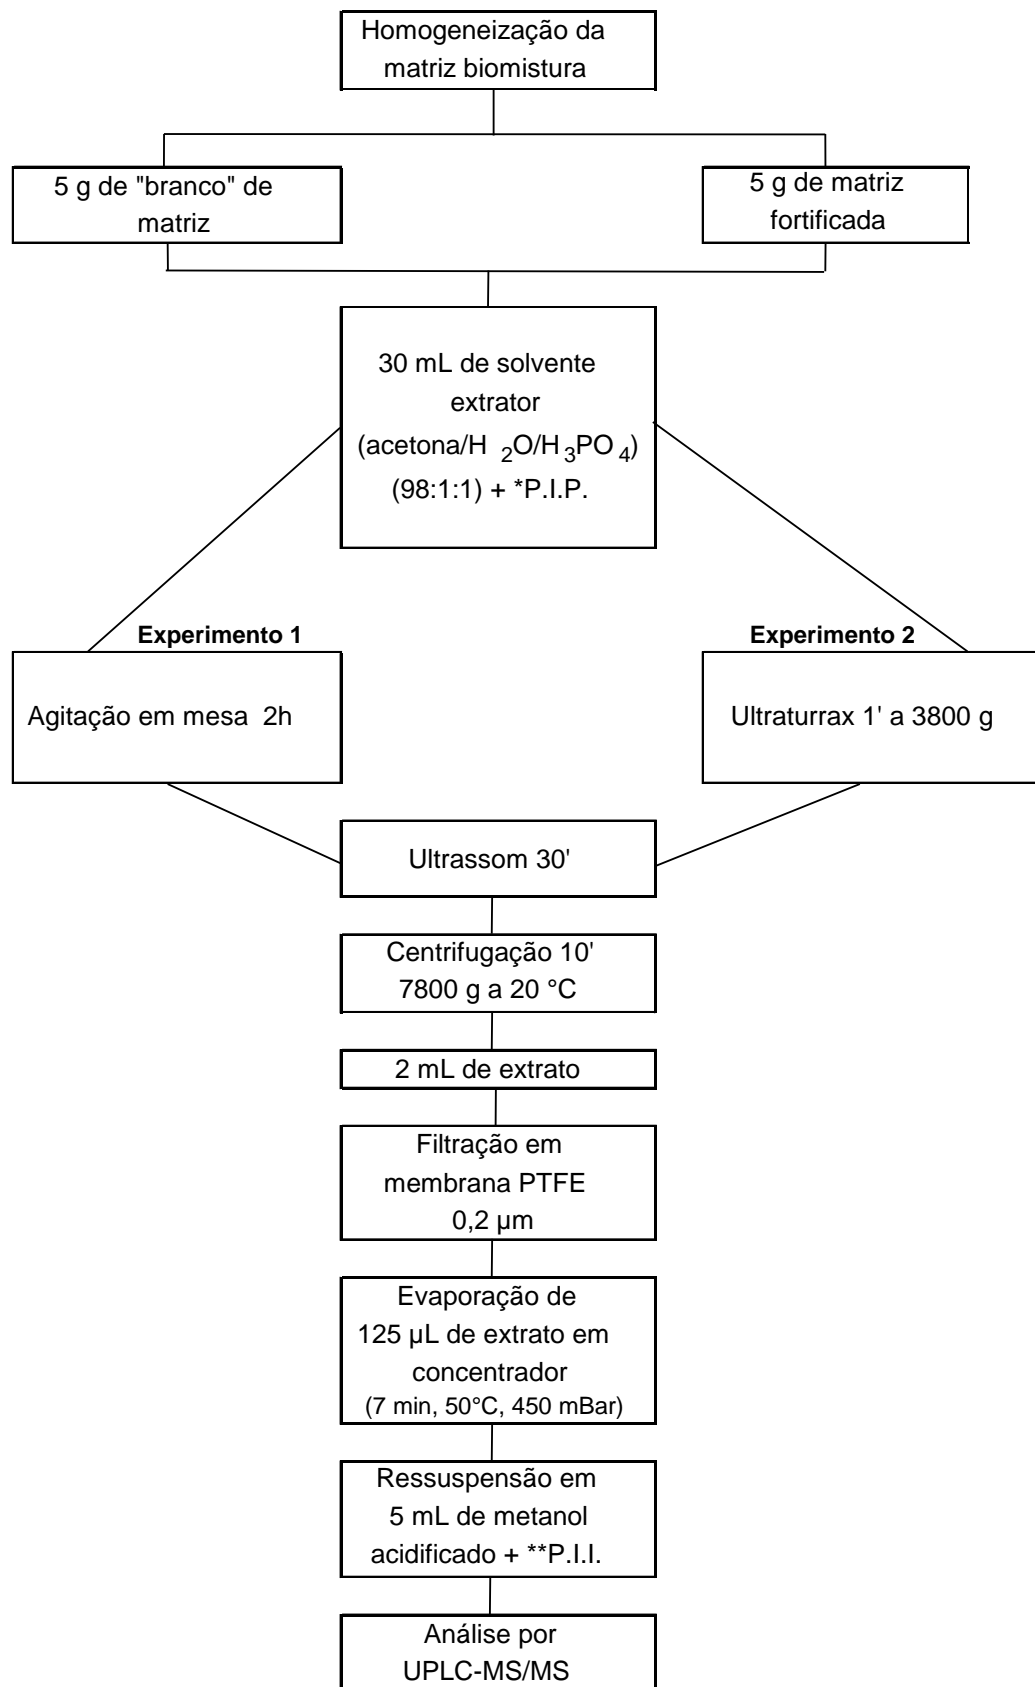 Homogeneização da
matriz biomistura
5 g de "branco" de
matriz
5 g de matriz
fortificada
30 mL de solvente
extrator
(acetona/H 2O/H3PO 4)
(98:1:1) + *P.I.P.
Experimento 1
Experimento 2
Agitação em mesa  2h
Ultraturrax 1' a 3800 g
Ultrassom 30'
Centrifugação 10'
7800 g a 20 °C
2 mL de extrato
Filtração em
membrana PTFE
0,2 µm
Evaporação de
125 µL de extrato em
concentrador
(7 min, 50°C, 450 mBar)
Ressuspensão em
5 mL de metanol
acidificado + **P.I.I.
Análise por
UPLC-MS/MS